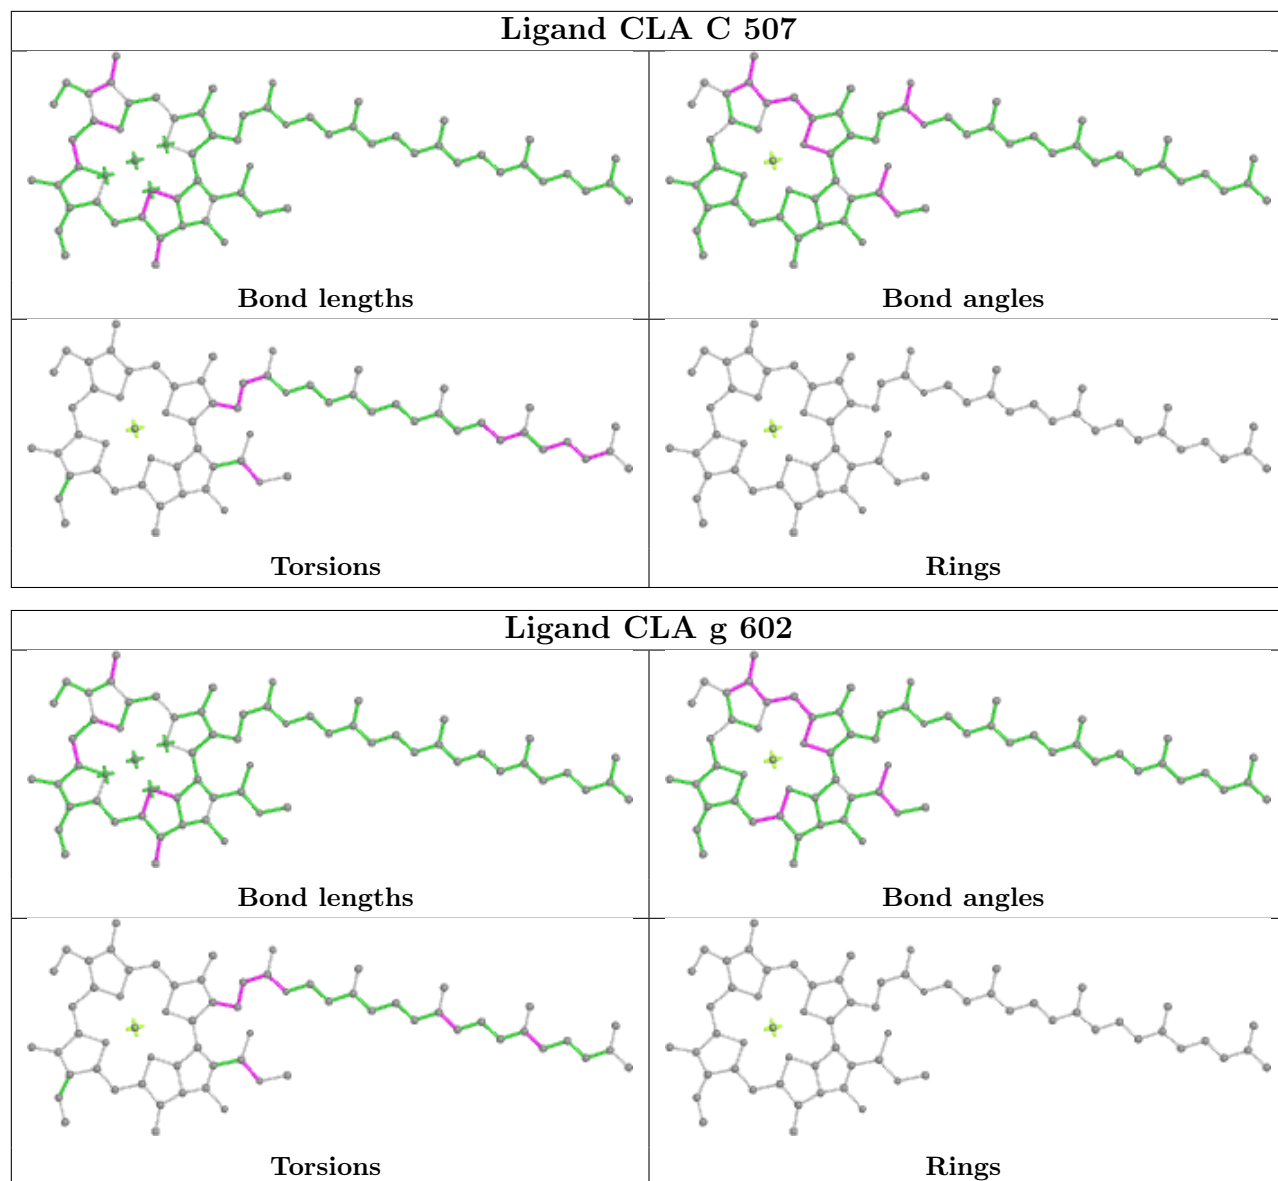 Ligand CLA C 507
Bond lengths
Bond angles
Torsions
Rings
Ligand CLA g 602
Bond lengths
Bond angles
Torsions
Rings